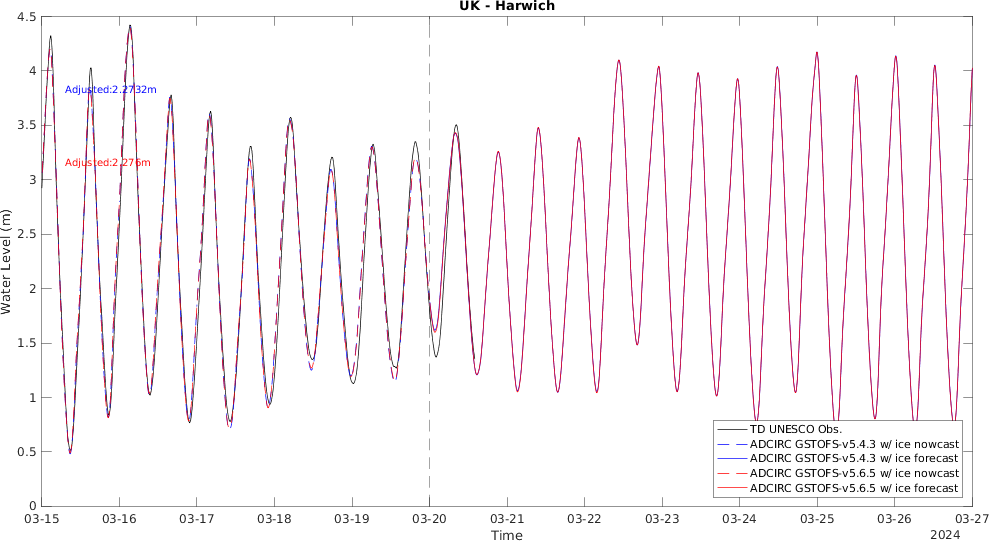 UK - Harwich
4.5
4
3.5
3
2.5
2
1.5
1
0.5
0
Water Level (m)
Adjusted:2.2732m
Adjusted:2.276m
TD UNESCO Obs.
ADCIRC GSTOFS-v5.4.3 w/ ice nowcast
ADCIRC GSTOFS-v5.4.3 w/ ice forecast
ADCIRC GSTOFS-v5.6.5 w/ ice nowcast
ADCIRC GSTOFS-v5.6.5 w/ ice forecast
03-15 03-16 03-17 03-18 03-19 03-20 03-21 03-22 03-23 03-24 03-25 03-26 03-27
Time
2024